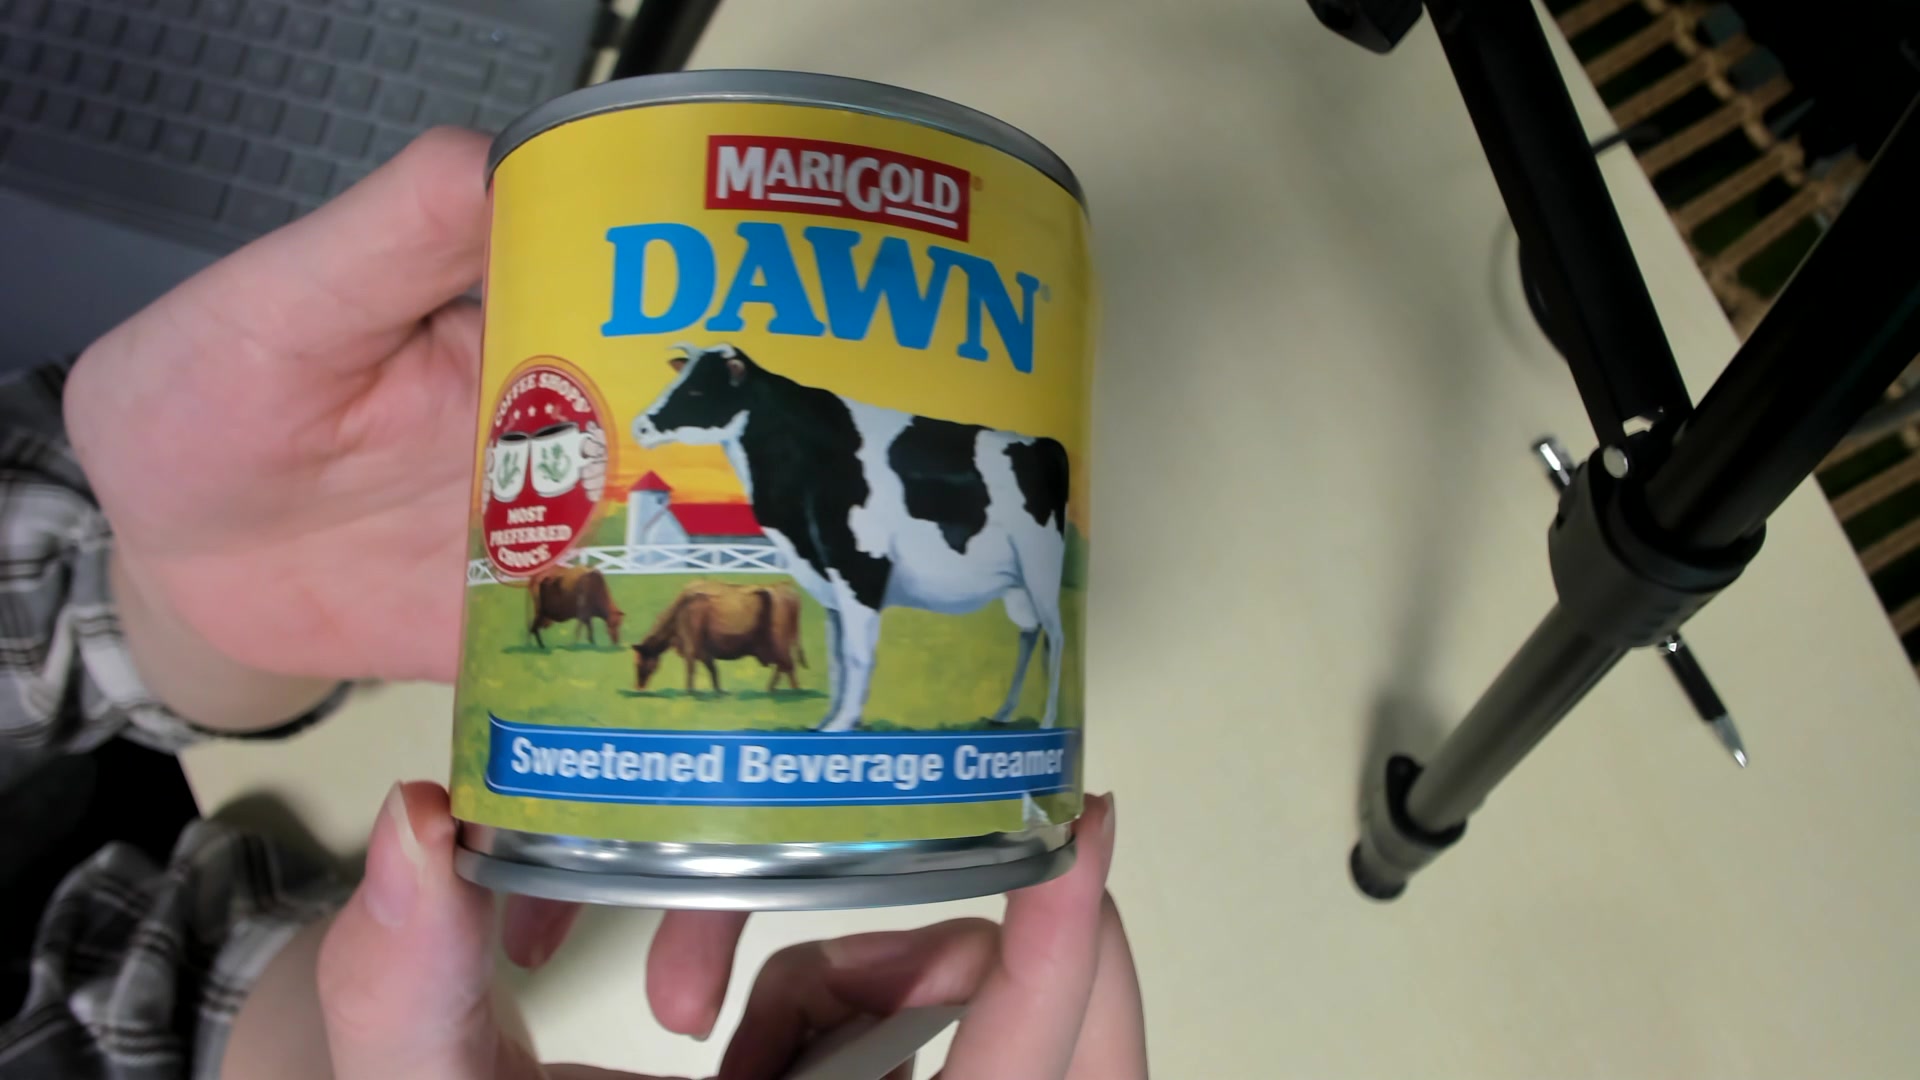 MARIGOLD®
DAWN®
COFFEE SHOPS'
MOST
PREFERRED
CHOICE
Sweetened Beverage Creamer